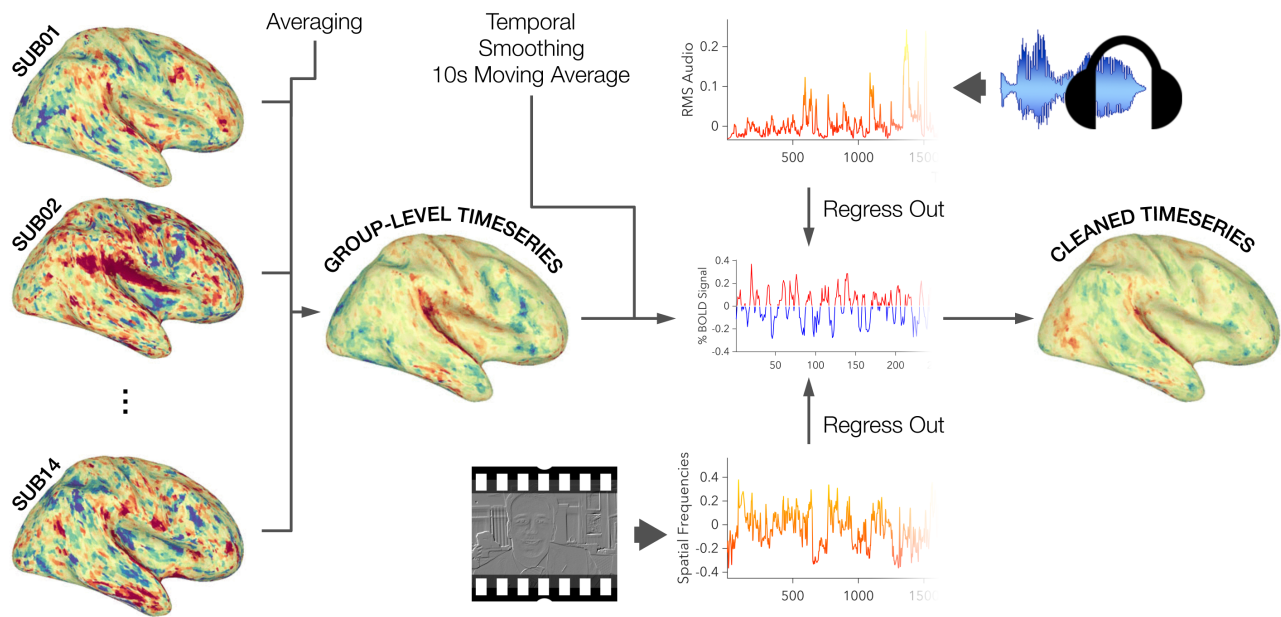 SUB01
Averaging
SUB02
⋮
SUB14
Temporal
Smoothing
10s Moving Average
GROUP-LEVEL TIMESERIES
RMS Audio
0.2
0.1
0
500
1000
1500
Regress Out
% BOLD Signal
0.4
0.2
0
-0.2
-0.4
50
100
150
200
Regress Out
Spatial Frequencies
0.4
0.2
0
-0.2
-0.4
500
1000
1500
CLEANED TIMESERIES